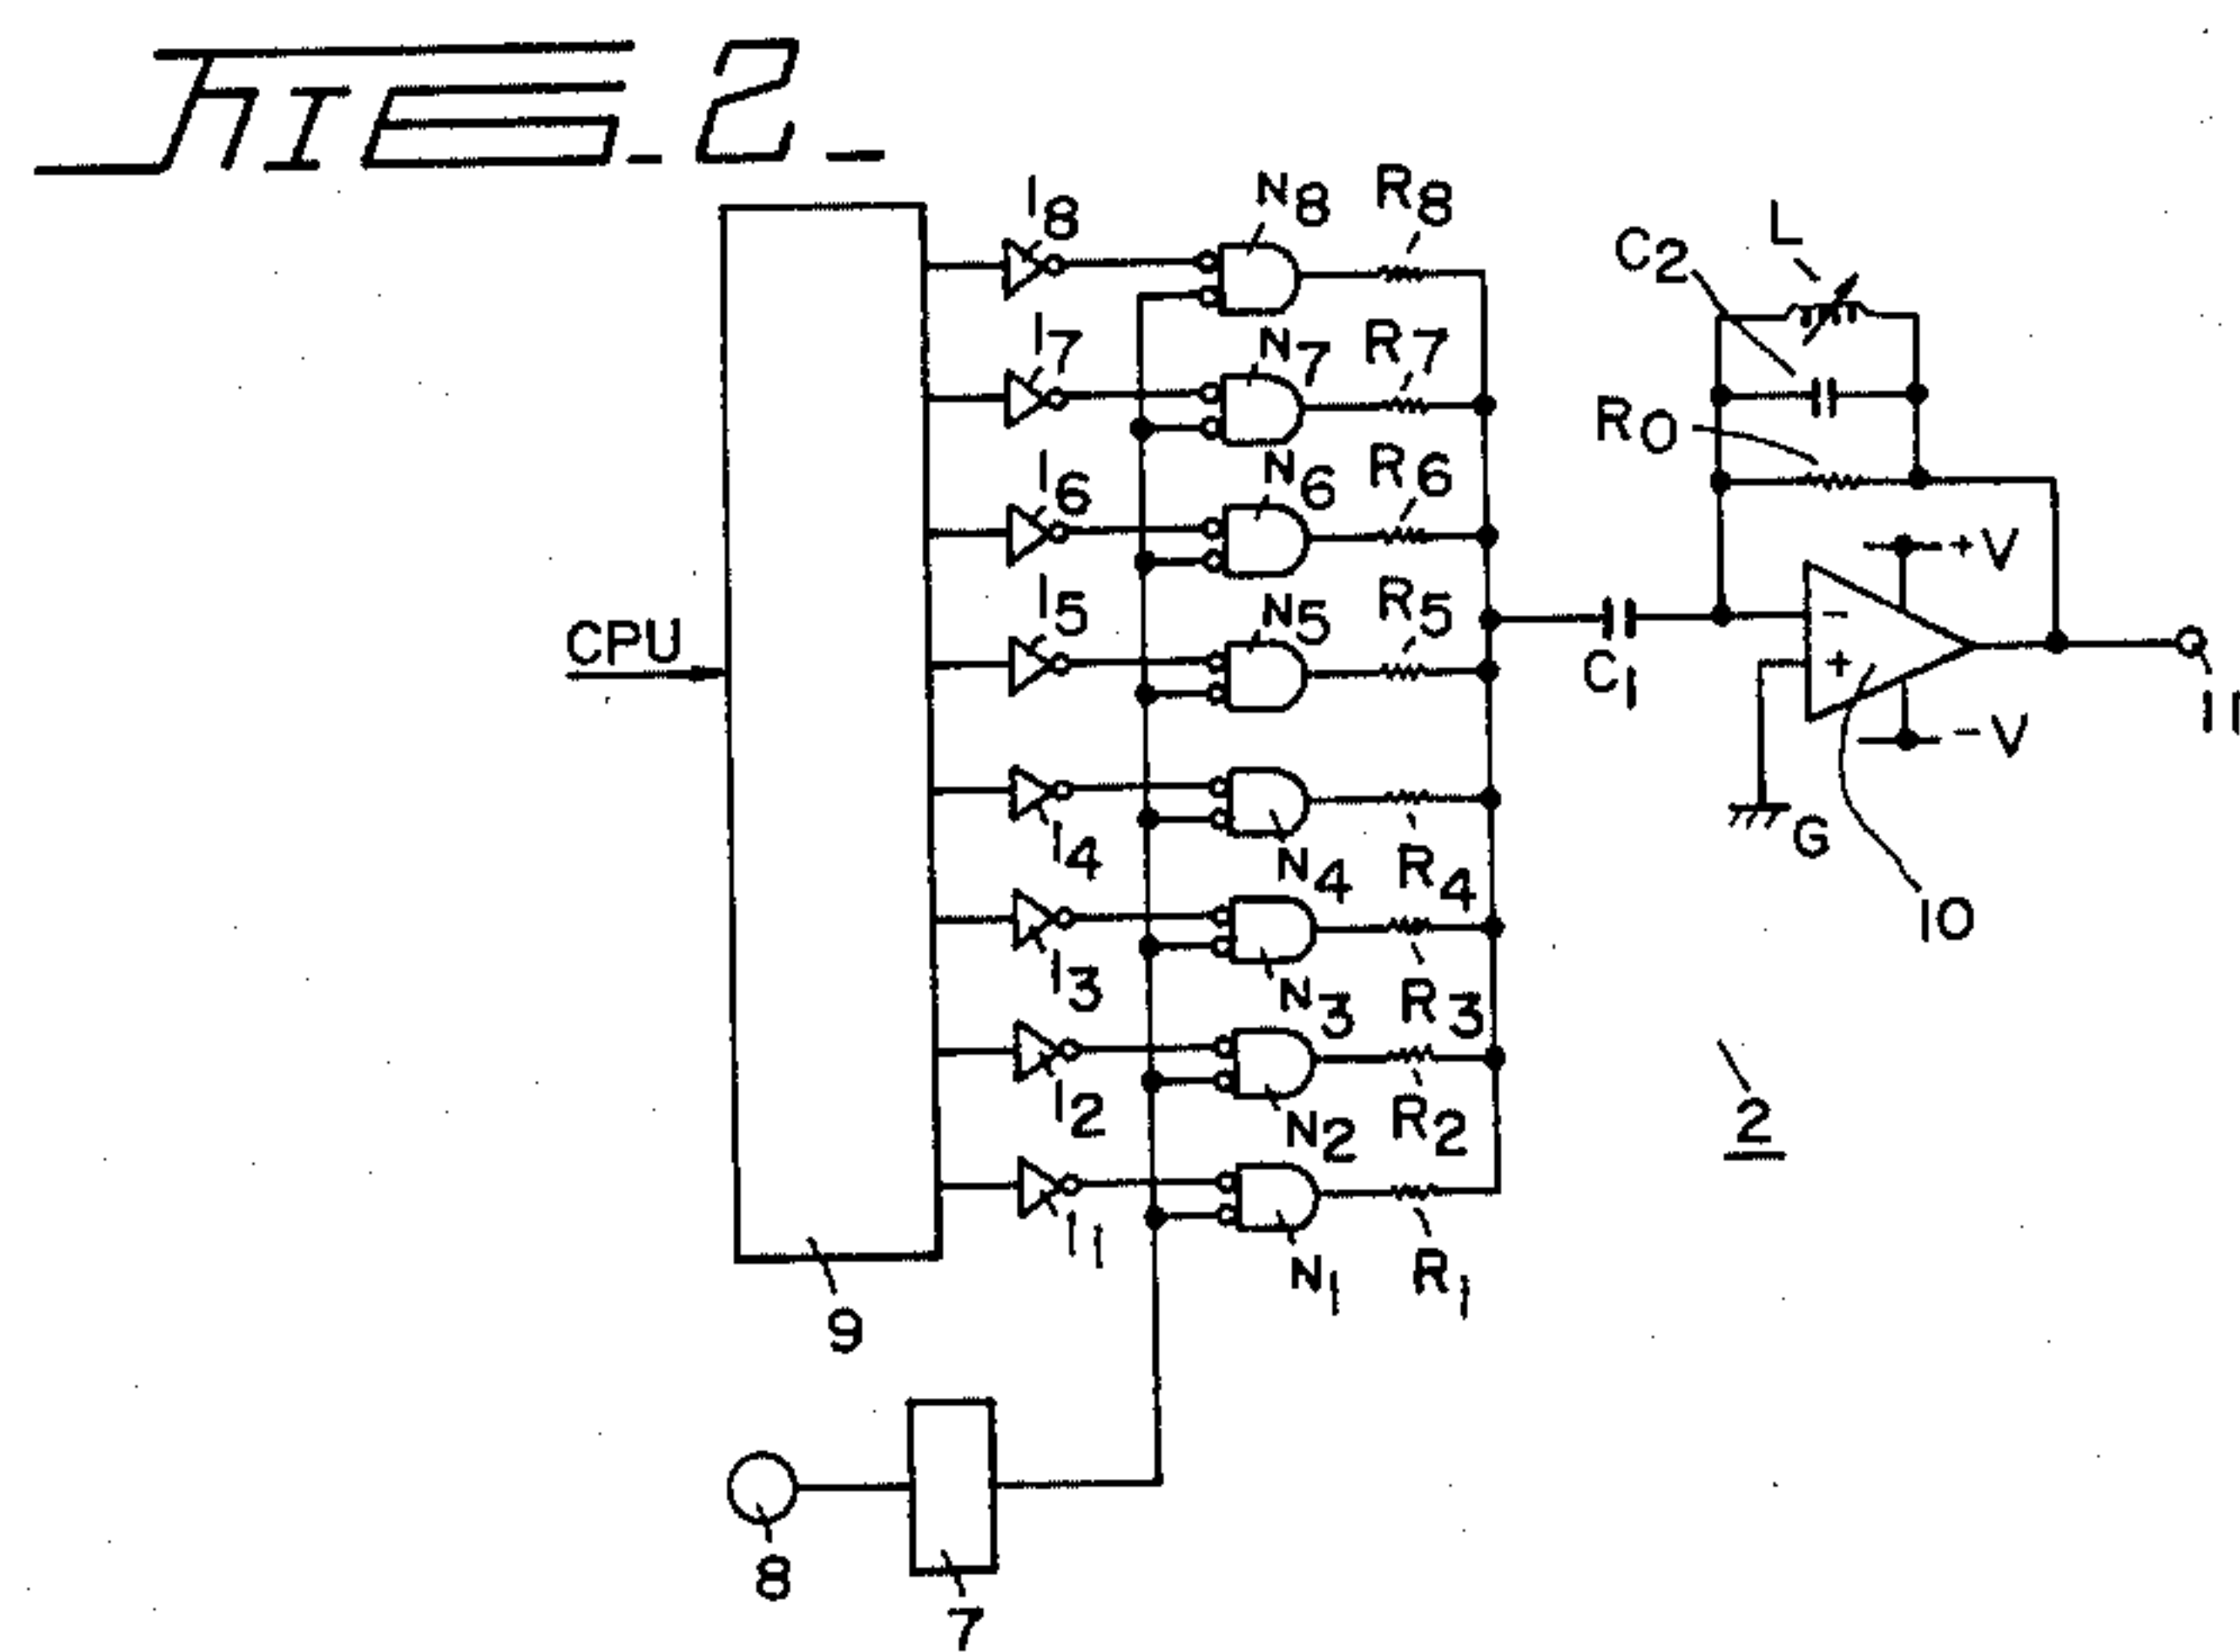 FIG. 2.
I8 N8 R8
C2 L
I7 N7 R7
R0
I6 N6 R6
+V
I5 N5 R5
CPU
-
C1 + 11
-V
I4 N4 R4
G
10
I3 N3 R3
I2 N2 R2
2
I1 N1 R1
9
8
7